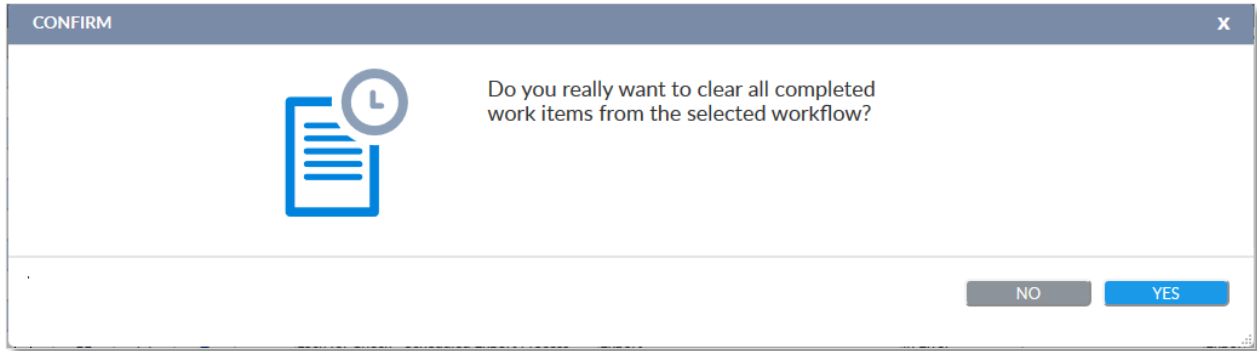 CONFIRM
X
Do you really want to clear all completed
work items from the selected workflow?
.
NO
YES